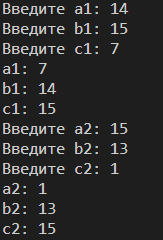 Введите a1: 14
Введите b1: 15
Введите c1: 7
a1: 7
b1: 14
c1: 15
Введите a2: 15
Введите b2: 13
Введите c2: 1
a2: 1
b2: 13
c2: 15